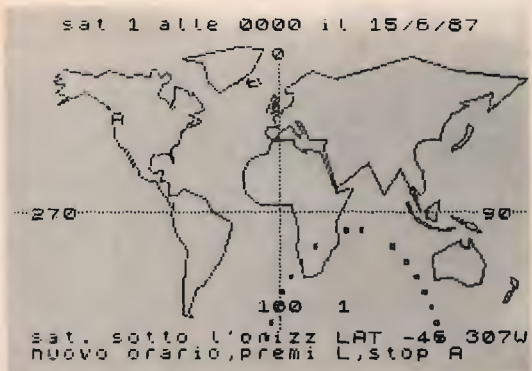 sat 1 alle 0000 il 15/6/87
0
A
270 90
100 1
sat. sotto l'orizz LAT -46 307W
nuovo orario,premi L,stop A